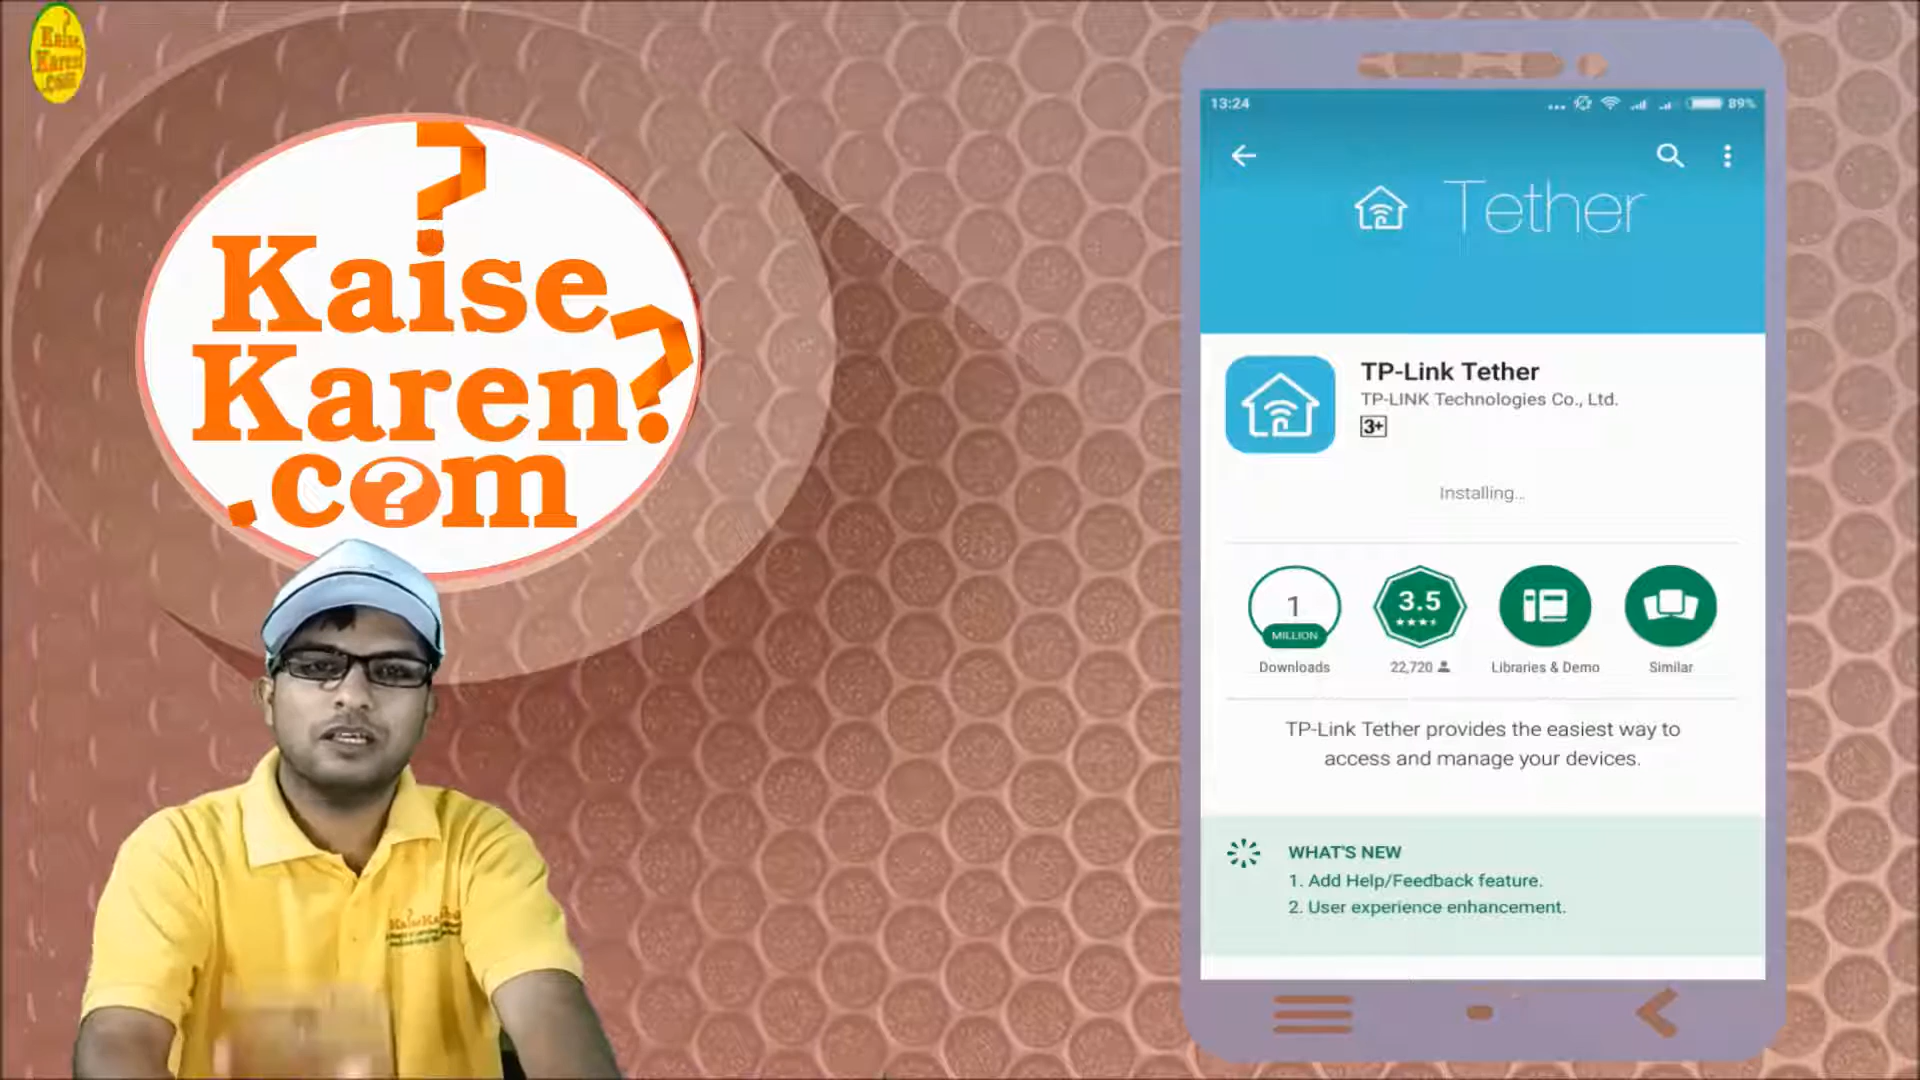 Kaise
Karen
.com
?
Kaise
Karen?
.c?m
13:24
89%
Tether
TP-Link Tether
TP-LINK Technologies Co., Ltd.
3+
Installing...
1
MILLION
Downloads
3.5
22,720
Libraries & Demo
Similar
TP-Link Tether provides the easiest way to
access and manage your devices.
WHAT'S NEW
1. Add Help/Feedback feature.
2. User experience enhancement.